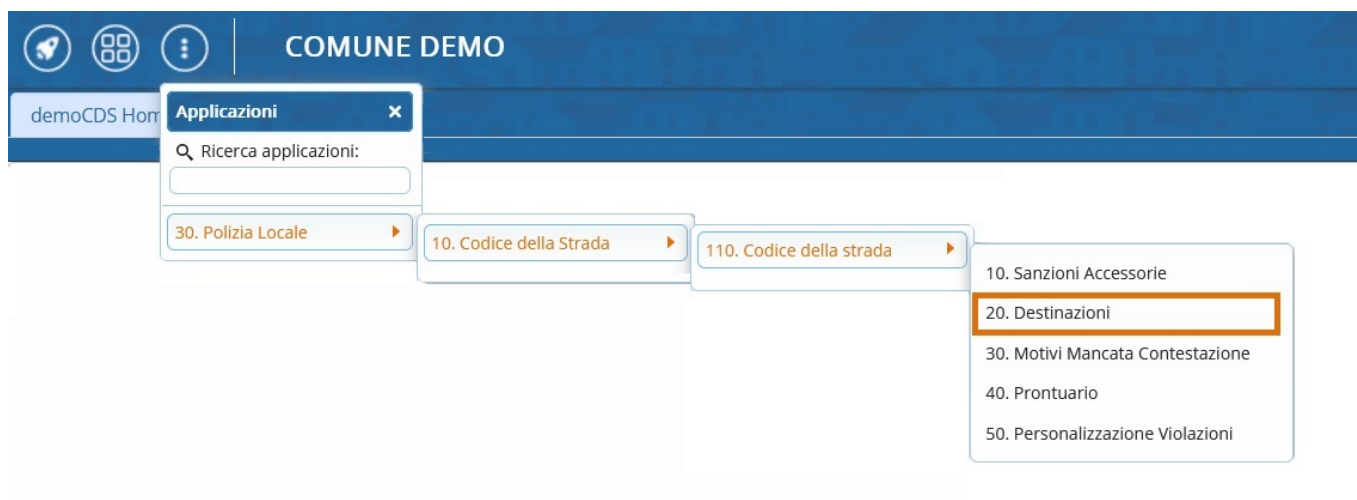 COMUNE DEMO
demoCDS Hom
Applicazioni
Ricerca applicazioni:
30. Polizia Locale
10. Codice della Strada
110. Codice della strada
10. Sanzioni Accessorie
20. Destinazioni
30. Motivi Mancata Contestazione
40. Prontuario
50. Personalizzazione Violazioni